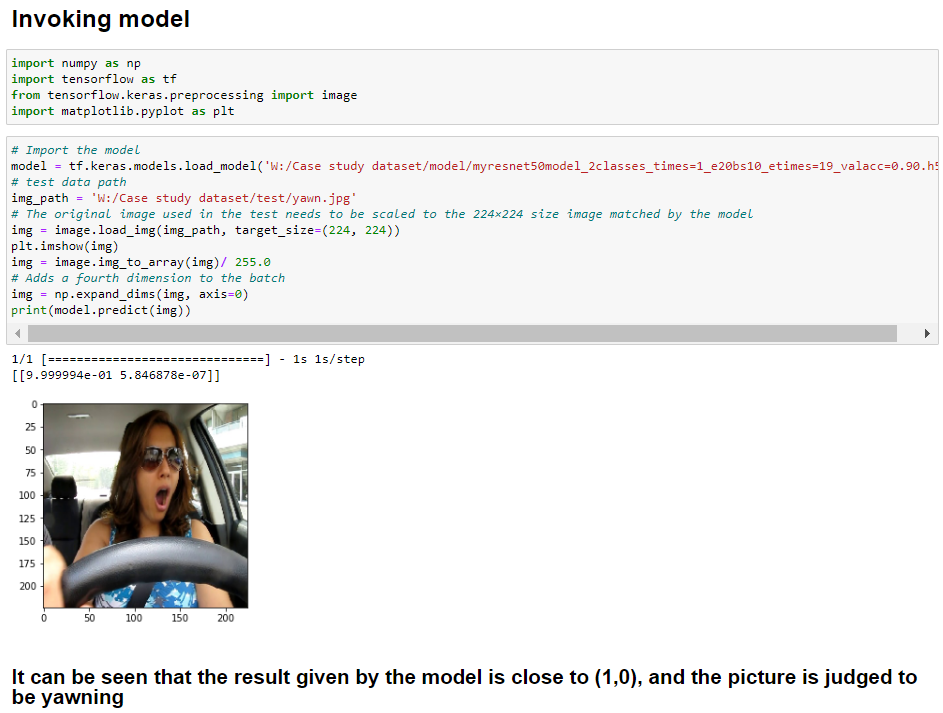 Invoking model
import numpy as np
import tensorflow as tf
from tensorflow.keras.preprocessing import image
import matplotlib.pyplot as plt
# Import the model
model = tf.keras.models.load_model('W:/Case study dataset/model/myresnet50model_2classes_times=1_e20bs10_etimes=19_valacc=0.90.h5
# test data path
img_path = 'W:/Case study dataset/test/yawn.jpg'
# The original image used in the test needs to be scaled to the 224×224 size image matched by the model
img = image.load_img(img_path, target_size=(224, 224))
plt.imshow(img)
img = image.img_to_array(img)/ 255.0
# Adds a fourth dimension to the batch
img = np.expand_dims(img, axis=0)
print(model.predict(img))
1/1 [==============================] - 1s 1s/step
[[9.999994e-01 5.846878e-07]]
0
25
50
75
100
125
150
175
200
0 50 100 150 200
It can be seen that the result given by the model is close to (1,0), and the picture is judged to
be yawning